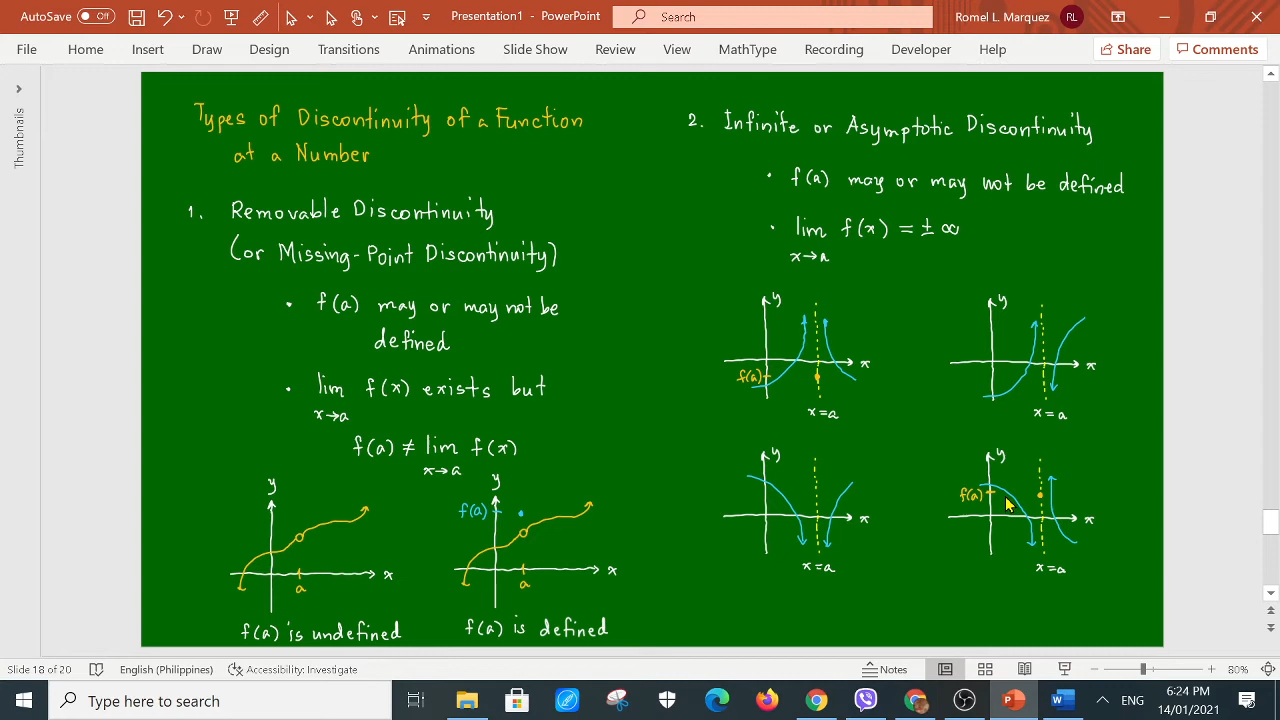 AutoSave Off
Presentation1 - PowerPoint
Search
Romel L. Marquez RL
File Home Insert Draw Design Transitions Animations Slide Show Review View MathType Recording Developer Help Share Comments
Thumbnails
Types of Discontinuity of a Function
at a Number
1. Removable Discontinuity
(or Missing-Point Discontinuity)
• f(a) may or may not be
defined
• lim f(x) exists but
x→a
f(a) ≠ lim f(x)
x→a
y
x
a
f(a) is undefined
y
f(a)
x
a
f(a) is defined
2. Infinite or Asymptotic Discontinuity
• f(a) may or may not be defined
• lim f(x) = ± ∞
x→a
y
f(a)
x
x=a
y
x
x=a
y
x
x=a
y
f(a)
x
x=a
Slide 18 of 20 English (Philippines) Accessibility: Investigate Notes 80%
Type here to search
W
ENG
6:24 PM
14/01/2021